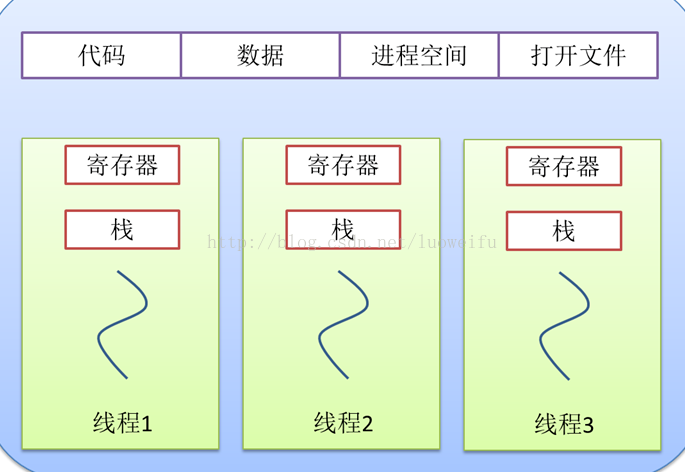 代码 数据 进程空间 打开文件
寄存器 寄存器 寄存器
栈 栈 栈
http://blog.csdn.net/luoweifu
线程1 线程2 线程3